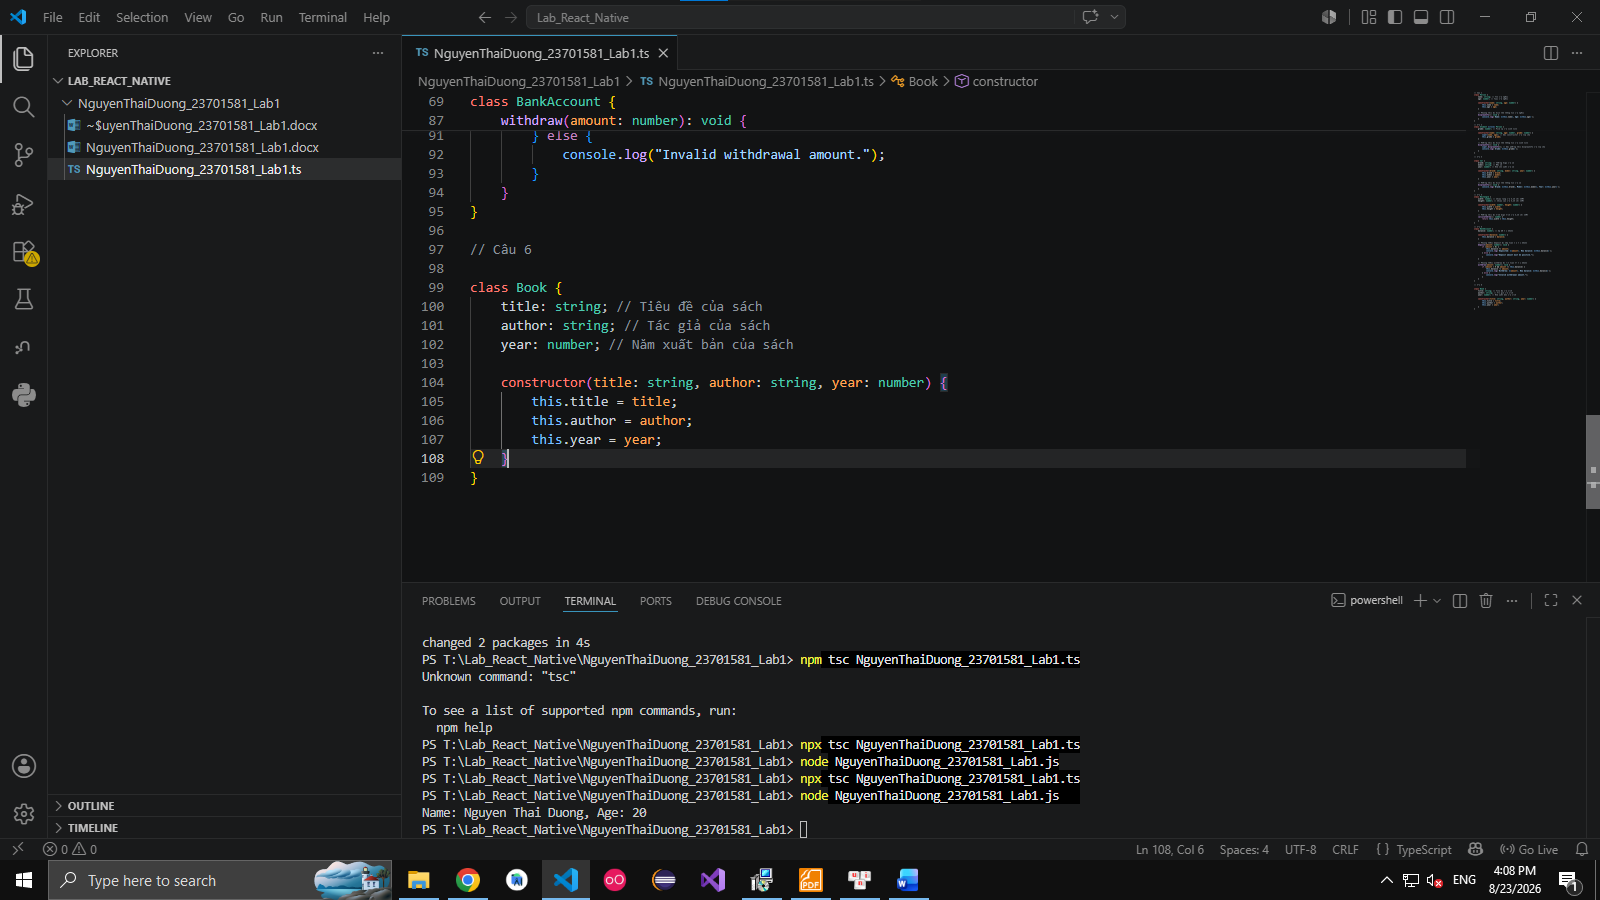 File Edit Selection View Go Run Terminal Help
Lab_React_Native
EXPLORER
LAB_REACT_NATIVE
NguyenThaiDuong_23701581_Lab1
~$uyenThaiDuong_23701581_Lab1.docx
NguyenThaiDuong_23701581_Lab1.docx
TS NguyenThaiDuong_23701581_Lab1.ts
OUTLINE
TIMELINE
TS NguyenThaiDuong_23701581_Lab1.ts
NguyenThaiDuong_23701581_Lab1 > TS NguyenThaiDuong_23701581_Lab1.ts > Book > constructor
69 class BankAccount {
87 withdraw(amount: number): void {
91 } else {
92 console.log("Invalid withdrawal amount.");
93 }
94 }
95 }
96
97 // Câu 6
98
99 class Book {
100 title: string; // Tiêu đề của sách
101 author: string; // Tác giả của sách
102 year: number; // Năm xuất bản của sách
103
104 constructor(title: string, author: string, year: number) {
105 this.title = title;
106 this.author = author;
107 this.year = year;
108 }
109 }
PROBLEMS OUTPUT TERMINAL PORTS DEBUG CONSOLE
powershell
changed 2 packages in 4s
PS T:\Lab_React_Native\NguyenThaiDuong_23701581_Lab1> npm tsc NguyenThaiDuong_23701581_Lab1.ts
Unknown command: "tsc"
To see a list of supported npm commands, run:
npm help
PS T:\Lab_React_Native\NguyenThaiDuong_23701581_Lab1> npx tsc NguyenThaiDuong_23701581_Lab1.ts
PS T:\Lab_React_Native\NguyenThaiDuong_23701581_Lab1> node NguyenThaiDuong_23701581_Lab1.js
PS T:\Lab_React_Native\NguyenThaiDuong_23701581_Lab1> npx tsc NguyenThaiDuong_23701581_Lab1.ts
PS T:\Lab_React_Native\NguyenThaiDuong_23701581_Lab1> node NguyenThaiDuong_23701581_Lab1.js
Name: Nguyen Thai Duong, Age: 20
PS T:\Lab_React_Native\NguyenThaiDuong_23701581_Lab1>
0 0
Ln 108, Col 6 Spaces: 4 UTF-8 CRLF {} TypeScript Go Live
Type here to search
ENG
4:08 PM
8/23/2026
1